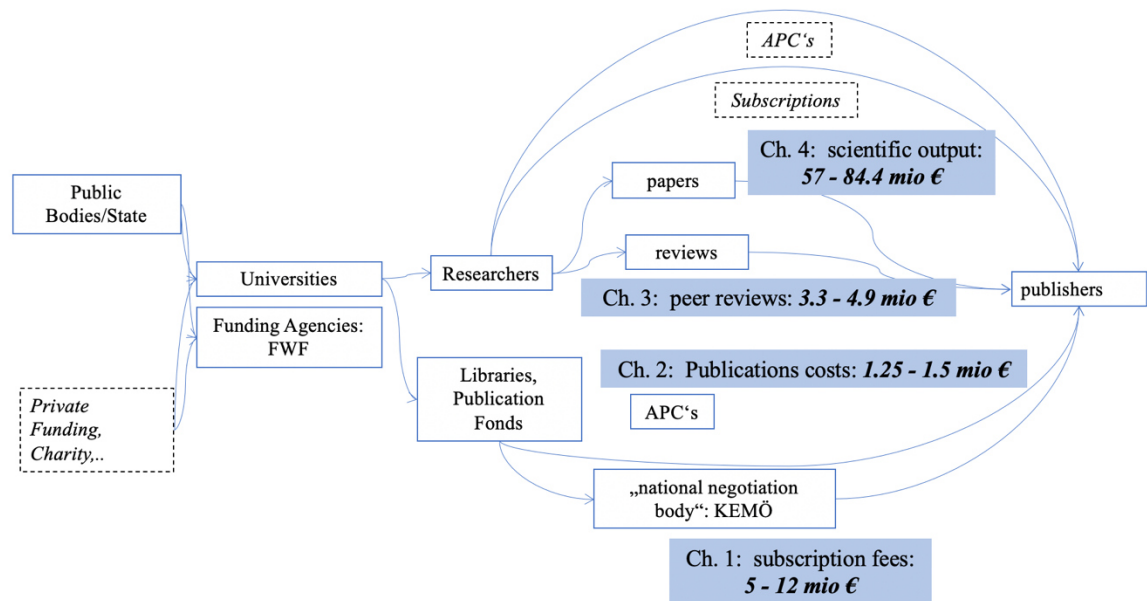 APC‘s
Subscriptions
Ch. 4:  scientific output:
57 - 84.4 mio €
papers
Public
Bodies/State
reviews
Universities
Researchers
publishers
Ch. 3:  peer reviews: 3.3 - 4.9 mio €
Funding Agencies:
FWF
Libraries,
Publication
Fonds
Ch. 2:  Publications costs: 1.25 - 1.5 mio €
Private
Funding,
Charity,..
APC‘s
„national negotiation
body“: KEMÖ
Ch. 1:  subscription fees:
5 - 12 mio €